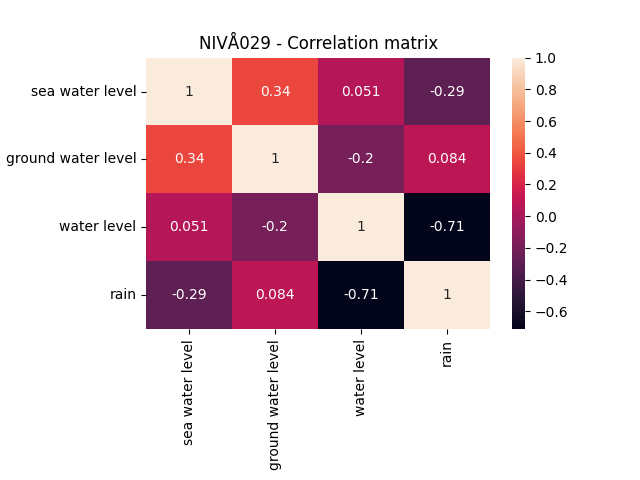 NIVÅ029 - Correlation matrix
sea water level 1 0.34 0.051 -0.29
ground water level 0.34 1 -0.2 0.084
water level 0.051 -0.2 1 -0.71
rain -0.29 0.084 -0.71 1
sea water level
ground water level
water level
rain
1.0
0.8
0.6
0.4
0.2
0.0
−0.2
−0.4
−0.6